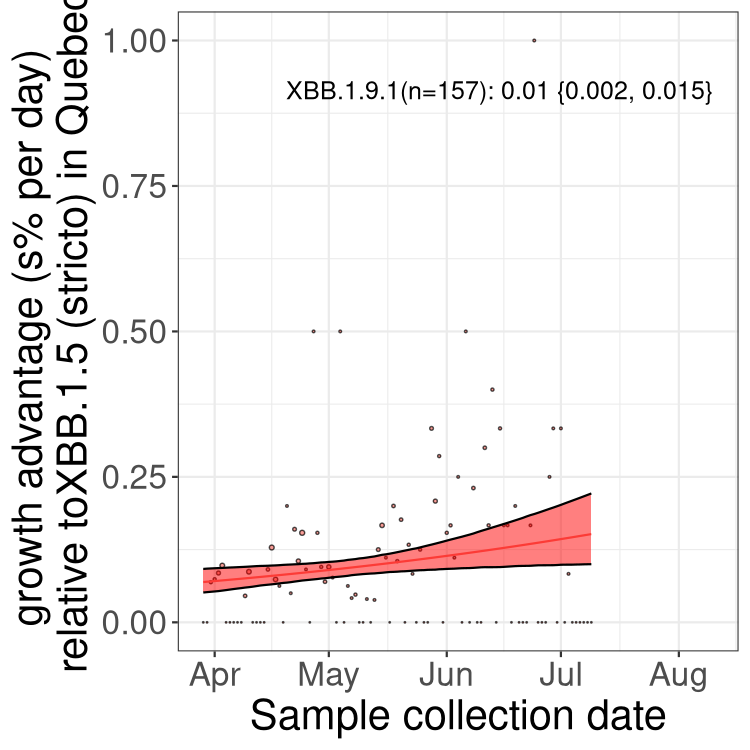 growth advantage (s% per day)
relative toXBB.1.5 (stricto) in Quebec
1.00
XBB.1.9.1(n=157): 0.01 {0.002, 0.015}
0.75
0.50
0.25
0.00
Apr May Jun Jul Aug
Sample collection date